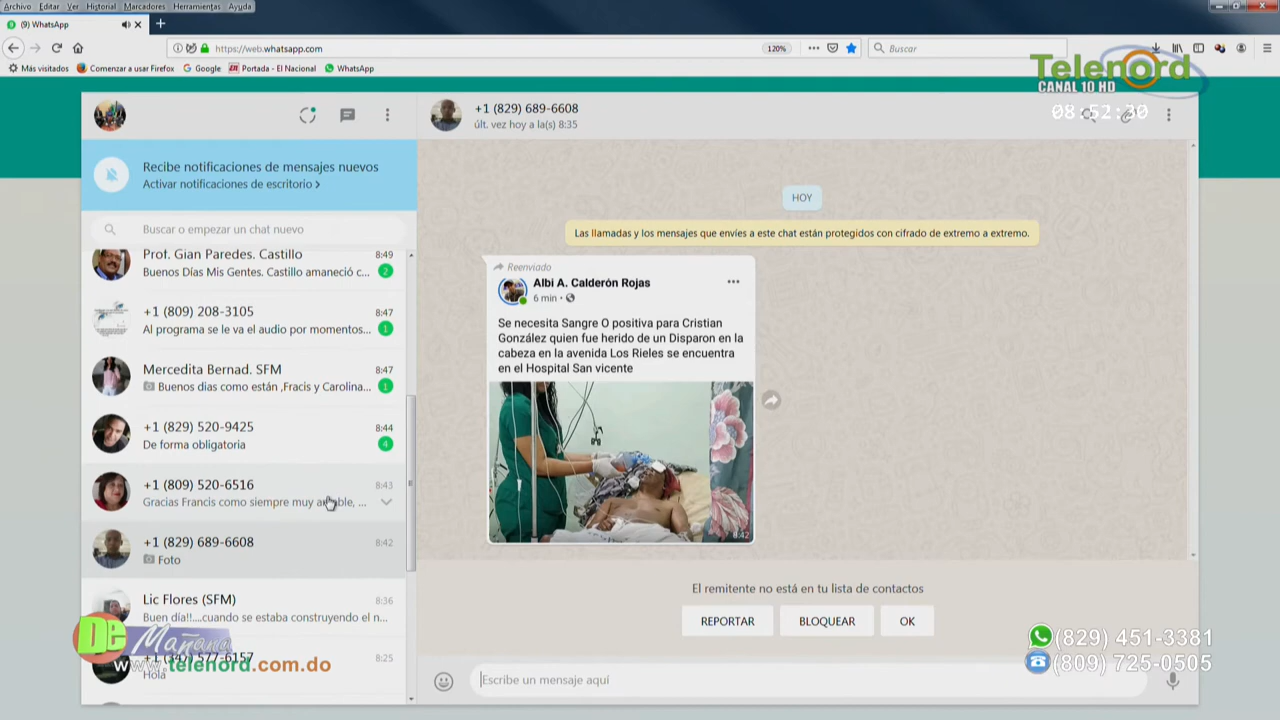 Archivo Editar Ver Historial Marcadores Herramientas Ayuda
(9) WhatsApp
https://web.whatsapp.com
120%
Buscar
Más visitados
Comenzar a usar Firefox
Google
Portada - El Nacional
WhatsApp
Telenord
CANAL 10 HD
08:52:30
+1 (829) 689-6608
últ. vez hoy a la(s) 8:35
Recibe notificaciones de mensajes nuevos
Activar notificaciones de escritorio >
Buscar o empezar un chat nuevo
Prof. Gian Paredes. Castillo 8:49
Buenos Días Mis Gentes. Castillo amaneció c... 2
+1 (809) 208-3105 8:47
Al programa se le va el audio por momentos... 1
Mercedita Bernad. SFM 8:47
Buenos dias como están ,Fracis y Carolina... 1
+1 (829) 520-9425 8:44
De forma obligatoria 4
+1 (809) 520-6516 8:43
Gracias Francis como siempre muy amable, ...
+1 (829) 689-6608 8:42
Foto
Lic Flores (SFM) 8:36
Buen día!!....cuando se estaba construyendo el n...
577-6157 8:25
Hola
HOY
Las llamadas y los mensajes que envíes a este chat están protegidos con cifrado de extremo a extremo.
Reenviado
Albi A. Calderón Rojas
6 min
Se necesita Sangre O positiva para Cristian
González quien fue herido de un Disparon en la
cabeza en la avenida Los Rieles se encuentra
en el Hospital San vicente
8:42
El remitente no está en tu lista de contactos
REPORTAR BLOQUEAR OK
Escribe un mensaje aquí
De Mañana
www.telenord.com.do
(829) 451-3381
(809) 725-0505